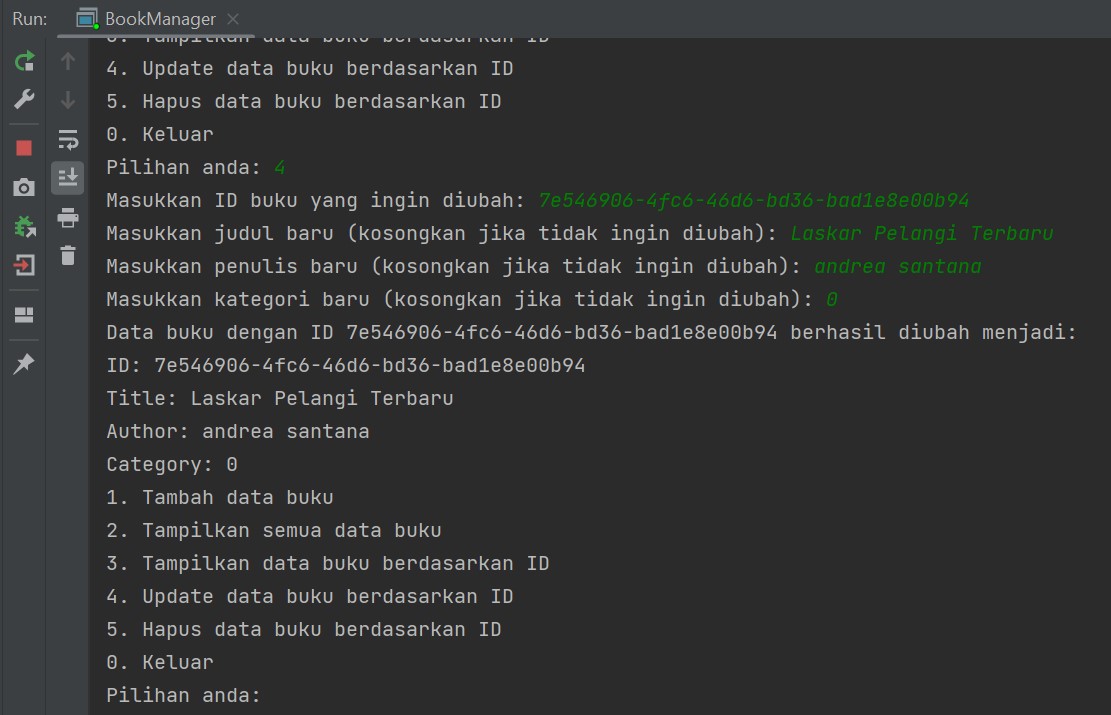 Run: BookManager
3. Tampilkan data buku berdasarkan ID
4. Update data buku berdasarkan ID
5. Hapus data buku berdasarkan ID
0. Keluar
Pilihan anda: 4
Masukkan ID buku yang ingin diubah: 7e546906-4fc6-46d6-bd36-bad1e8e00b94
Masukkan judul baru (kosongkan jika tidak ingin diubah): Laskar Pelangi Terbaru
Masukkan penulis baru (kosongkan jika tidak ingin diubah): andrea santana
Masukkan kategori baru (kosongkan jika tidak ingin diubah): 0
Data buku dengan ID 7e546906-4fc6-46d6-bd36-bad1e8e00b94 berhasil diubah menjadi:
ID: 7e546906-4fc6-46d6-bd36-bad1e8e00b94
Title: Laskar Pelangi Terbaru
Author: andrea santana
Category: 0
1. Tambah data buku
2. Tampilkan semua data buku
3. Tampilkan data buku berdasarkan ID
4. Update data buku berdasarkan ID
5. Hapus data buku berdasarkan ID
0. Keluar
Pilihan anda: